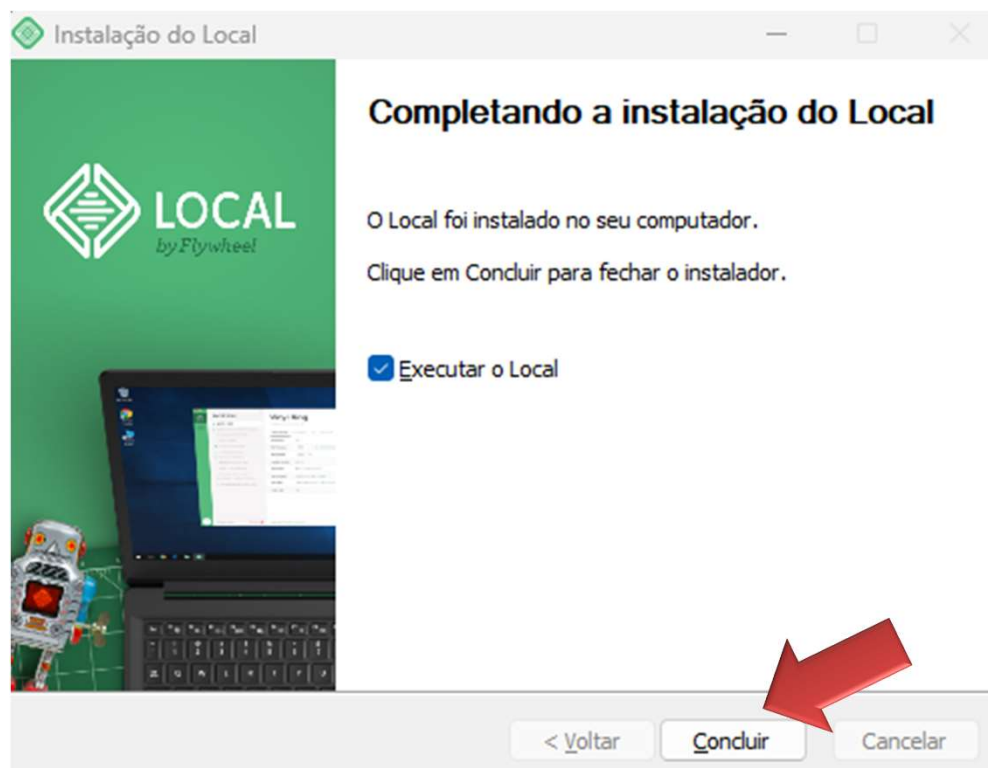 Instalação do Local
LOCAL
by Flywheel
Completando a instalação do Local
O Local foi instalado no seu computador.
Clique em Concluir para fechar o instalador.
Executar o Local
< Voltar
Concluir
Cancelar